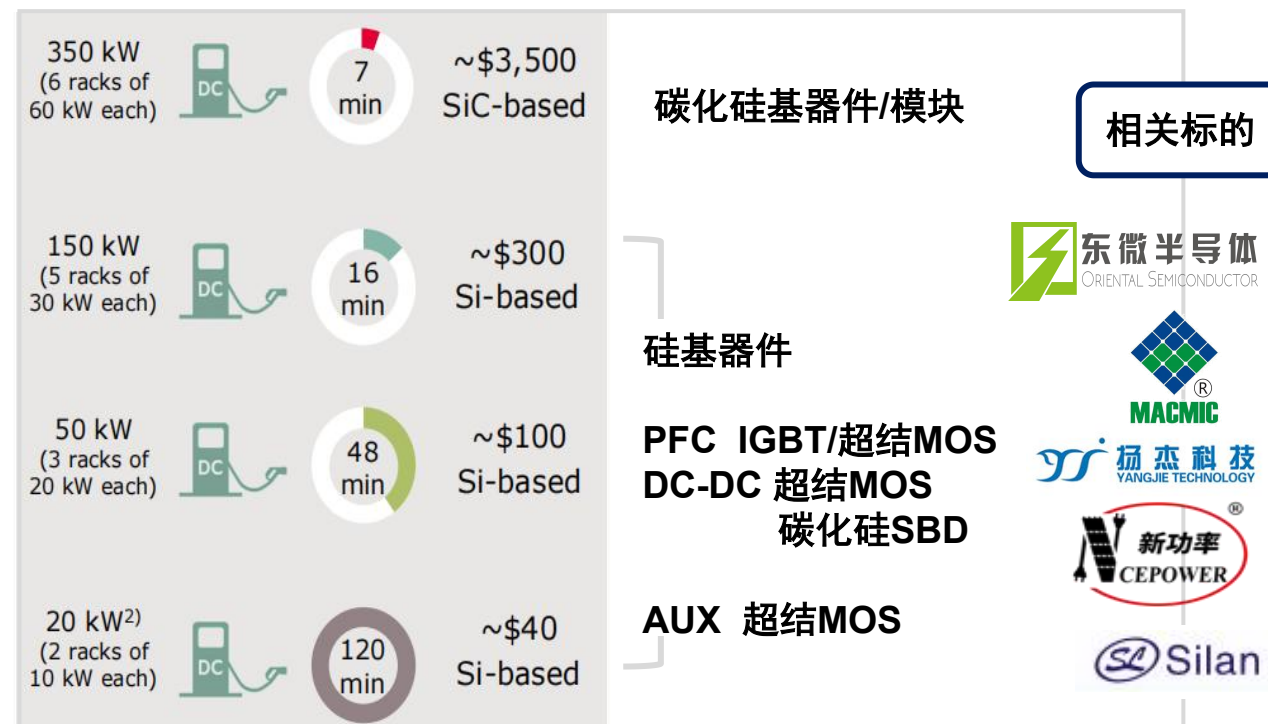 350 kW
(6 racks of
60 kW each)
DC
7
min
~$3,500
SiC-based
碳化硅基器件/模块
相关标的
150 kW
(5 racks of
30 kW each)
DC
16
min
~$300
Si-based
东微半导体
ORIENTAL SEMICONDUCTOR
硅基器件
®
MACMIC
50 kW
(3 racks of
20 kW each)
DC
48
min
~$100
Si-based
PFC IGBT/超结MOS
DC-DC 超结MOS
碳化硅SBD
扬杰科技
YANGJIE TECHNOLOGY
®
新功率
NCEPOWER
20 kW2)
(2 racks of
10 kW each)
DC
120
min
~$40
Si-based
AUX 超结MOS
SL Silan